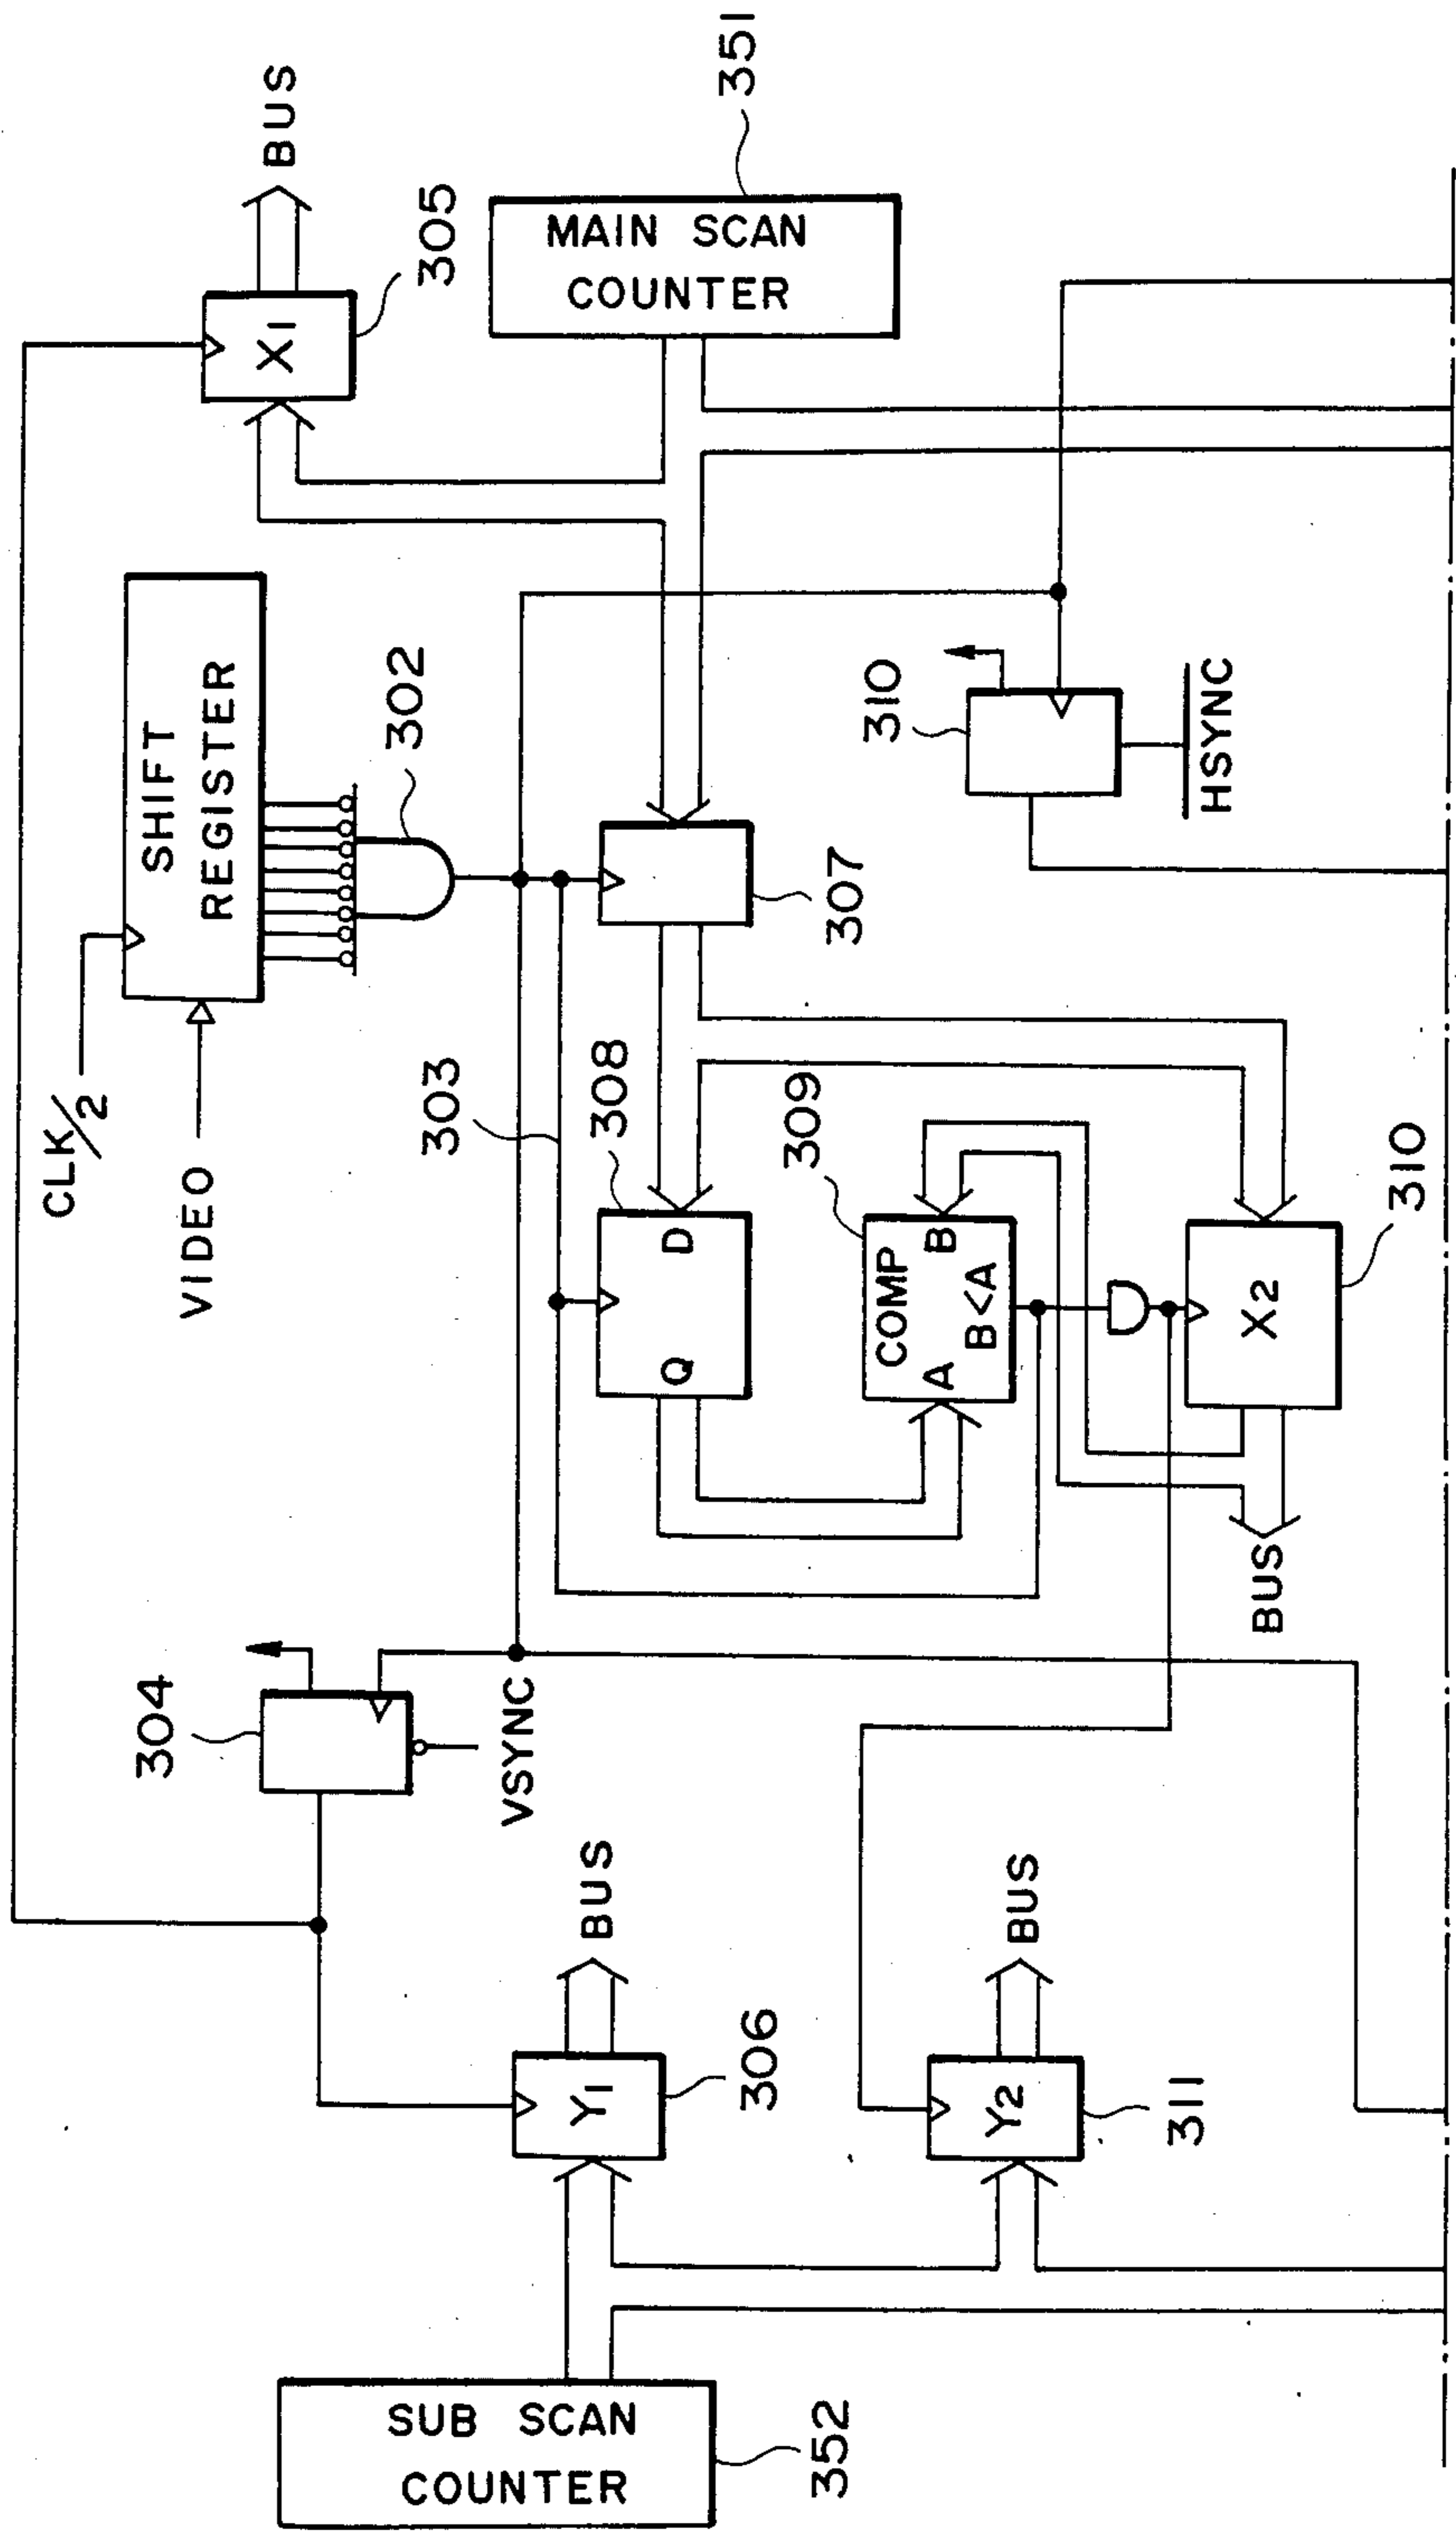 CLK/2
VIDEO
SHIFT
REGISTER
302
X1
BUS
305
MAIN SCAN
COUNTER
351
304
VSYNC
303
308
D
Q
307
310
HSYNC
309
COMP
A
B
B<A
X2
310
BUS
SUB SCAN
COUNTER
352
Y1
BUS
306
Y2
BUS
311